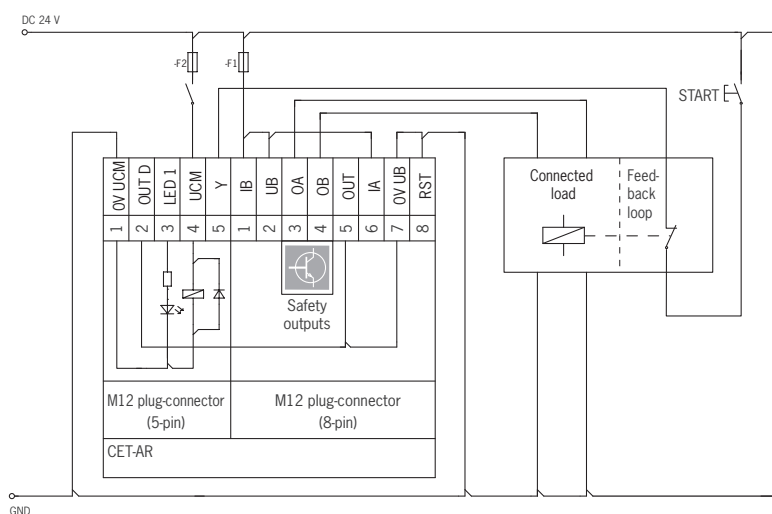 DC 24 V
-F2
-F1
START
0V UCM
OUT D
LED 1
UCM
Y
IB
UB
OA
OB
OUT
IA
0V UB
RST
1
2
3
4
5
1
2
3
4
5
6
7
8
Connected
load
Feed-
back
loop
Safety
outputs
M12 plug-connector
(5-pin)
M12 plug-connector
(8-pin)
CET-AR
GND